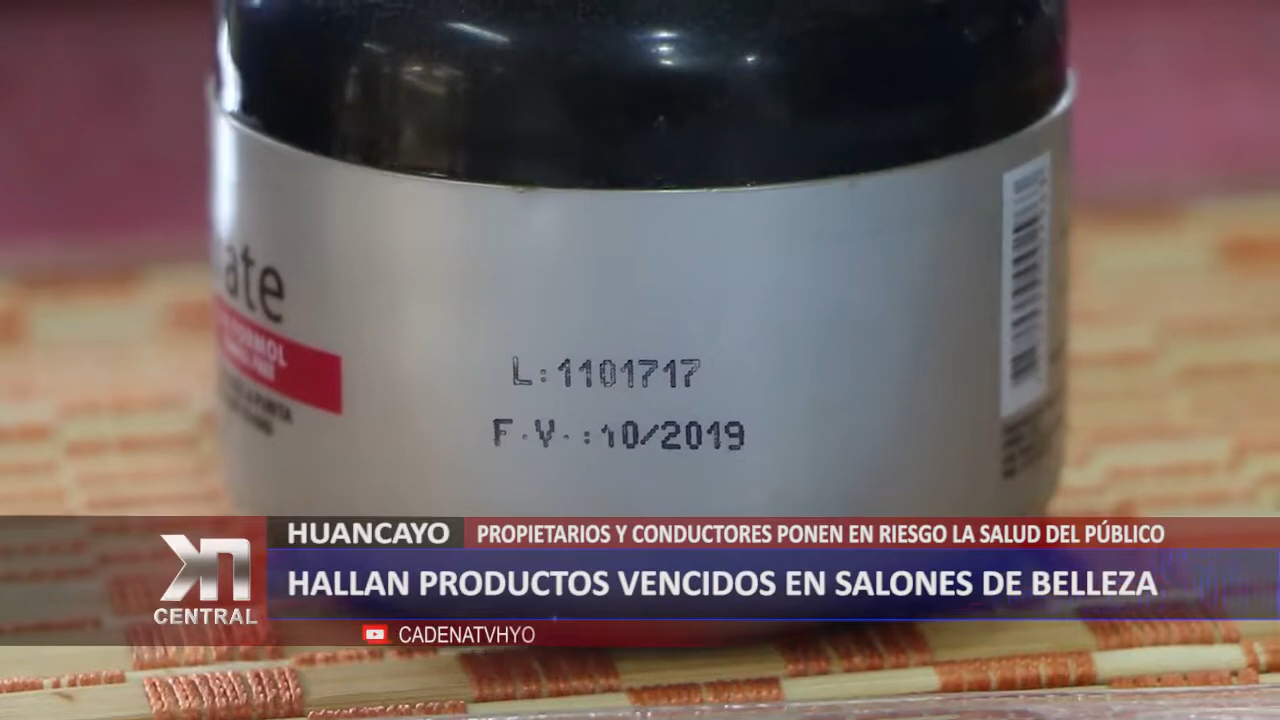 ate
FORMOL
L:1101717
F.V.:10/2019
HUANCAYO
PROPIETARIOS Y CONDUCTORES PONEN EN RIESGO LA SALUD DEL PÚBLICO
HALLAN PRODUCTOS VENCIDOS EN SALONES DE BELLEZA
CENTRAL
CADENATVHYO